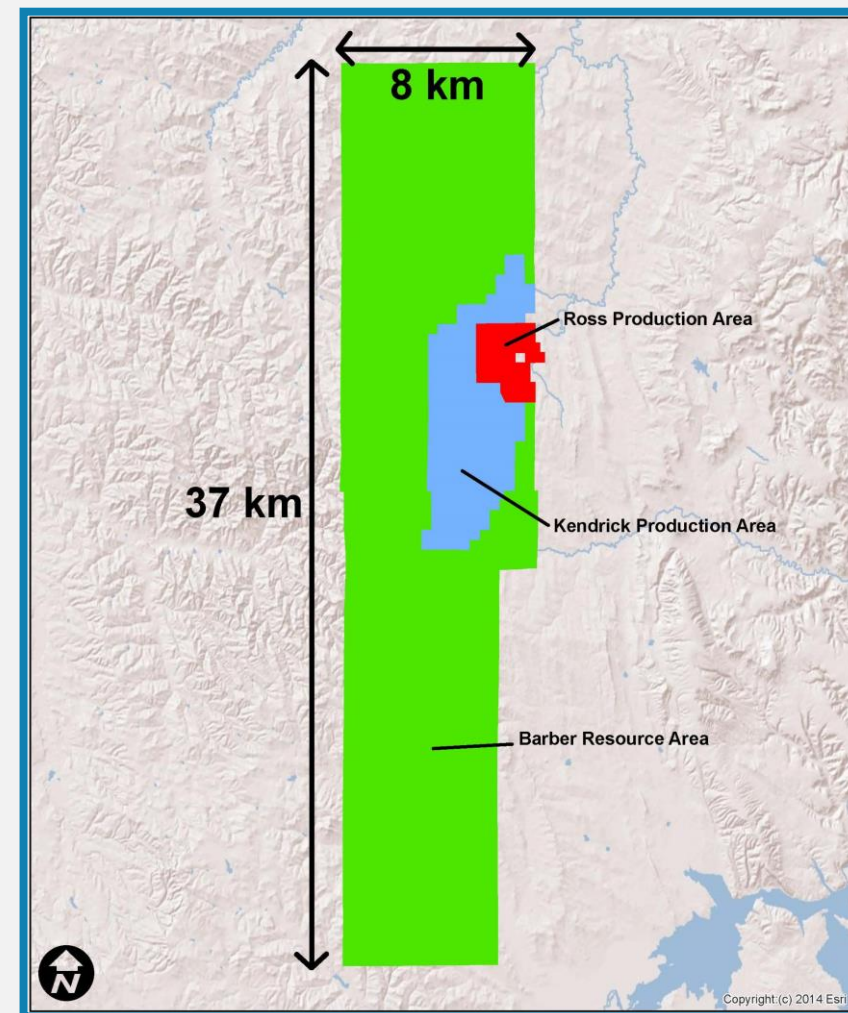 8 km
Ross Production Area
37 km
Kendrick Production Area
Barber Resource Area
N
Copyright:(c) 2014 Esri